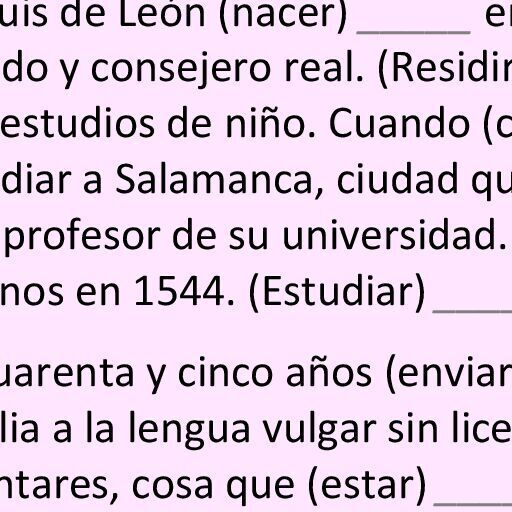 uis de León (nacer) _____ e
do y consejero real. (Residir
estudios de niño. Cuando (c
diar a Salamanca, ciudad qu
profesor de su universidad.
nos en 1544. (Estudiar) ____
uarenta y cinco años (enviar
lia a la lengua vulgar sin lice
ntares, cosa que (estar) ____